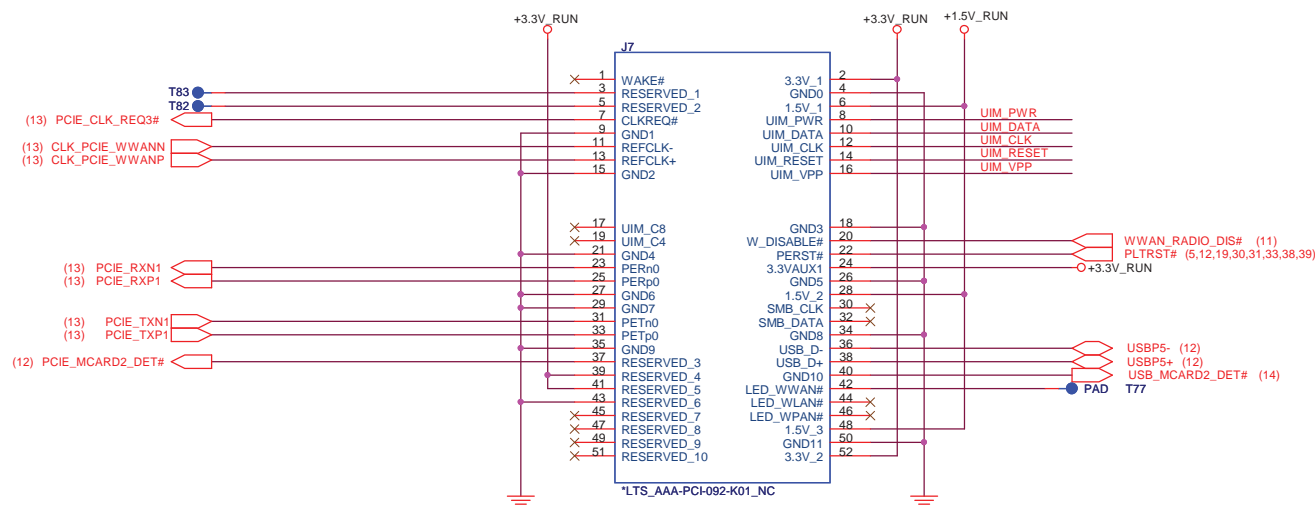 +3.3V_RUN
+3.3V_RUN
+1.5V_RUN
J7
1 WAKE# 3.3V_1 2
T83 3 RESERVED_1 GND0 4
T82 5 RESERVED_2 1.5V_1 6
(13) PCIE_CLK_REQ3# 7 CLKREQ# UIM_PWR 8 UIM_PWR
9 GND1 UIM_DATA 10 UIM_DATA
(13) CLK_PCIE_WWANN 11 REFCLK- UIM_CLK 12 UIM_CLK
(13) CLK_PCIE_WWANP 13 REFCLK+ UIM_RESET 14 UIM_RESET
15 GND2 UIM_VPP 16 UIM_VPP
17 UIM_C8 GND3 18
19 UIM_C4 W_DISABLE# 20 WWAN_RADIO_DIS# (11)
21 GND4 PERST# 22 PLTRST# (5,12,19,30,31,33,38,39)
(13) PCIE_RXN1 23 PERn0 3.3VAUX1 24 +3.3V_RUN
(13) PCIE_RXP1 25 PERp0 GND5 26
27 GND6 1.5V_2 28
29 GND7 SMB_CLK 30
(13) PCIE_TXN1 31 PETn0 SMB_DATA 32
(13) PCIE_TXP1 33 PETp0 GND8 34
35 GND9 USB_D- 36 USBP5- (12)
(12) PCIE_MCARD2_DET# 37 RESERVED_3 USB_D+ 38 USBP5+ (12)
39 RESERVED_4 GND10 40 USB_MCARD2_DET# (14)
41 RESERVED_5 LED_WWAN# 42 PAD T77
43 RESERVED_6 LED_WLAN# 44
45 RESERVED_7 LED_WPAN# 46
47 RESERVED_8 1.5V_3 48
49 RESERVED_9 GND11 50
51 RESERVED_10 3.3V_2 52
*LTS_AAA-PCI-092-K01_NC